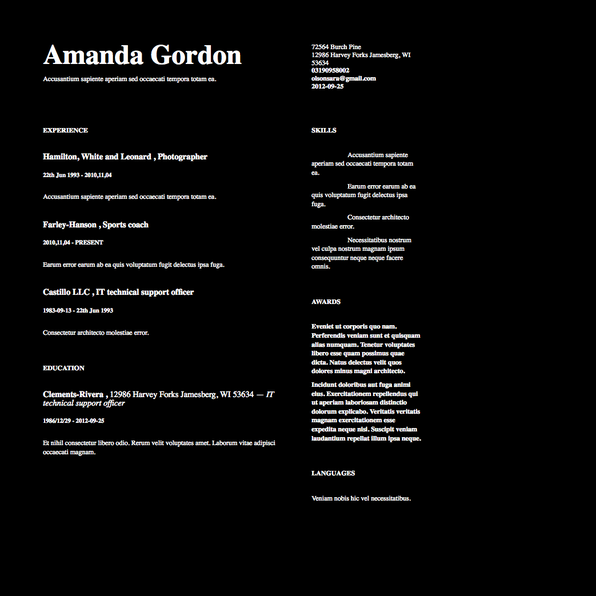 Amanda Gordon
Accusantium sapiente aperiam sed occaecati tempora totam ea.
72564 Burch Pine
12986 Harvey Forks Jamesberg, WI
53634
03190958002
olsonsara@gmail.com
2012-09-25
EXPERIENCE
Hamilton, White and Leonard , Photographer
22th Jun 1993 - 2010,11,04
Accusantium sapiente aperiam sed occaecati tempora totam ea.
Farley-Hanson , Sports coach
2010,11,04 - PRESENT
Earum error earum ab ea quis voluptatum fugit delectus ipsa fuga.
Castillo LLC , IT technical support officer
1983-09-13 - 22th Jun 1993
Consectetur architecto molestiae error.
EDUCATION
Clements-Rivera , 12986 Harvey Forks Jamesberg, WI 53634 — IT
technical support officer
1986/12/29 - 2012-09-25
Et nihil consectetur libero odio. Rerum velit voluptates amet. Laborum vitae adipisci
occaecati magnam.
SKILLS
Accusantium sapiente
aperiam sed occaecati tempora totam
ea.
Earum error earum ab ea
quis voluptatum fugit delectus ipsa
fuga.
Consectetur architecto
molestiae error.
Necessitatibus nostrum
vel culpa nostrum magnam ipsum
consequuntur neque neque facere
omnis.
AWARDS
Eveniet ut corporis quo nam.
Perferendis veniam sunt et quisquam
alias numquam. Tenetur voluptates
libero esse quam possimus quae
dicta. Natus delectus velit quos
dolores minus magni architecto.
Incidunt doloribus aut fuga animi
eius. Exercitationem repellendus qui
ut aperiam laboriosam distinctio
dolorum explicabo. Veritatis veritatis
magnam exercitationem esse
expedita neque nisi. Suscipit veniam
laudantium repellat illum ipsa neque.
LANGUAGES
Veniam nobis hic vel necessitatibus.